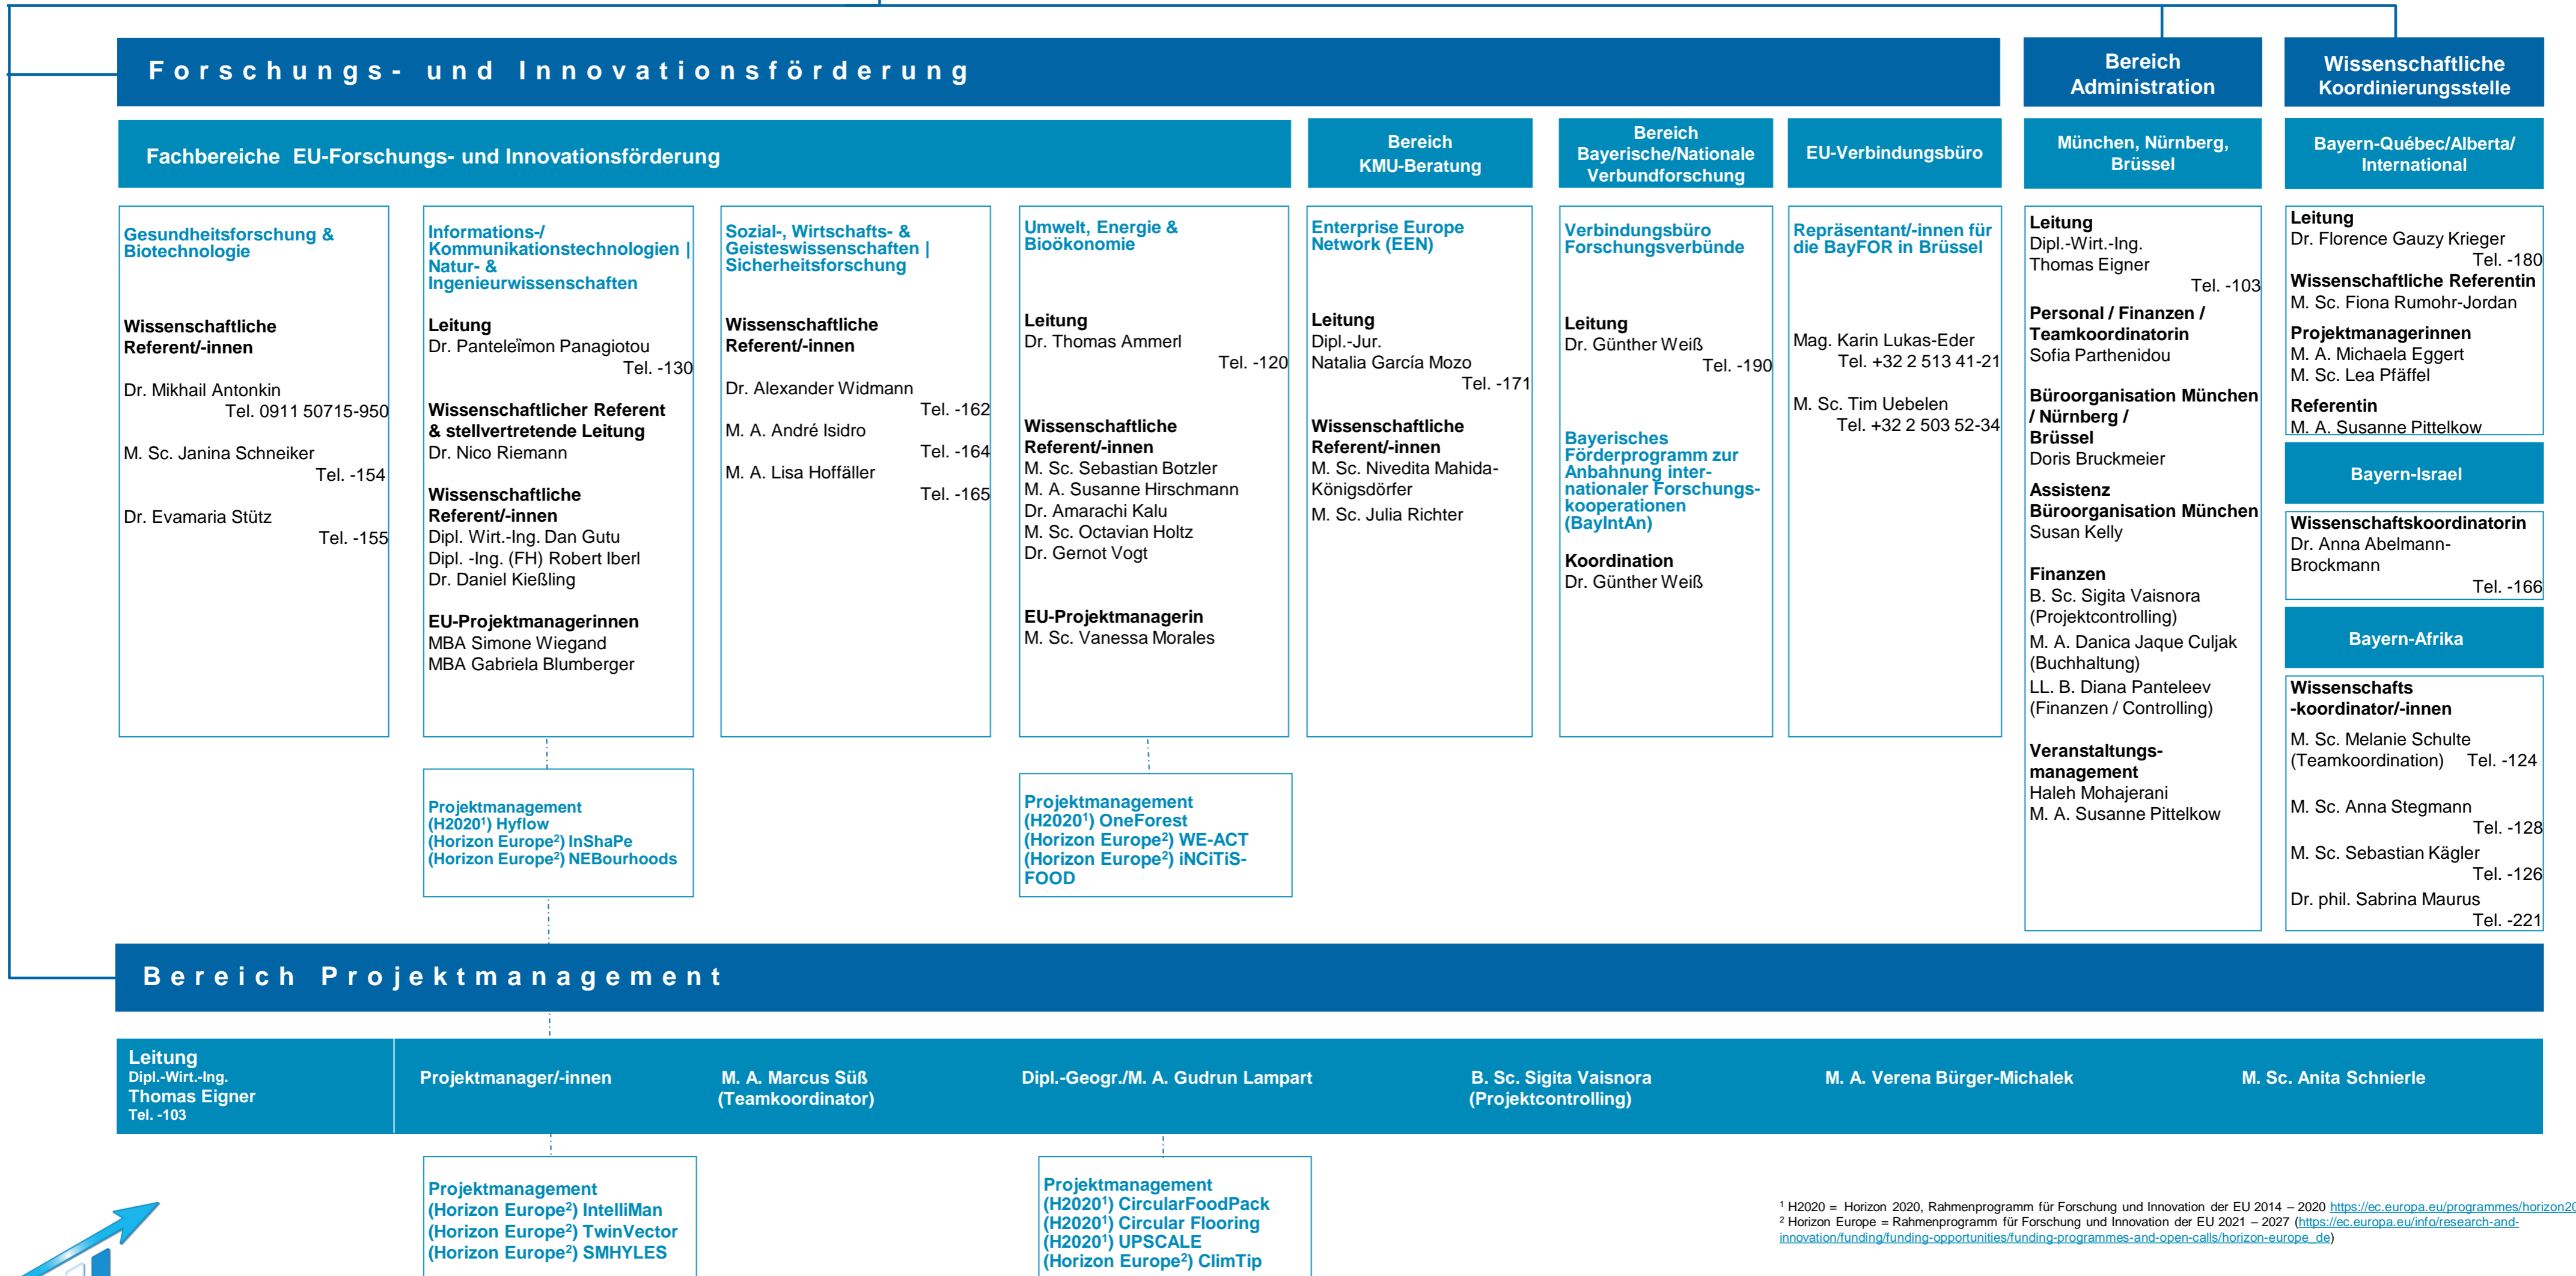 Forschungs- und Innovationsförderung
Bereich
Administration
Wissenschaftliche
Koordinierungsstelle
Fachbereiche EU-Forschungs- und Innovationsförderung
Bereich
KMU-Beratung
Bereich
Bayerische/Nationale
Verbundforschung
EU-Verbindungsbüro
München, Nürnberg,
Brüssel
Bayern-Québec/Alberta/
International
Gesundheitsforschung &
Biotechnologie
Wissenschaftliche
Referent/-innen
Dr. Mikhail Antonkin
Tel. 0911 50715-950
M. Sc. Janina Schneiker
Tel. -154
Dr. Evamaria Stütz
Tel. -155
Informations-/
Kommunikationstechnologien |
Natur- &
Ingenieurwissenschaften
Leitung
Dr. Panteleïmon Panagiotou
Tel. -130
Wissenschaftlicher Referent
& stellvertretende Leitung
Dr. Nico Riemann
Wissenschaftliche
Referent/-innen
Dipl. Wirt.-Ing. Dan Gutu
Dipl. -Ing. (FH) Robert Iberl
Dr. Daniel Kießling
EU-Projektmanagerinnen
MBA Simone Wiegand
MBA Gabriela Blumberger
Sozial-, Wirtschafts- &
Geisteswissenschaften |
Sicherheitsforschung
Wissenschaftliche
Referent/-innen
Dr. Alexander Widmann
Tel. -162
M. A. André Isidro
Tel. -164
M. A. Lisa Hoffäller
Tel. -165
Umwelt, Energie &
Bioökonomie
Leitung
Dr. Thomas Ammerl
Tel. -120
Wissenschaftliche
Referent/-innen
M. Sc. Sebastian Botzler
M. A. Susanne Hirschmann
Dr. Amarachi Kalu
M. Sc. Octavian Holtz
Dr. Gernot Vogt
EU-Projektmanagerin
M. Sc. Vanessa Morales
Enterprise Europe
Network (EEN)
Leitung
Dipl.-Jur.
Natalia García Mozo
Tel. -171
Wissenschaftliche
Referent/-innen
M. Sc. Nivedita Mahida-
Königsdörfer
M. Sc. Julia Richter
Verbindungsbüro
Forschungsverbünde
Leitung
Dr. Günther Weiß
Tel. -190
Bayerisches
Förderprogramm zur
Anbahnung inter-
nationaler Forschungs-
kooperationen
(BayIntAn)
Koordination
Dr. Günther Weiß
Repräsentant/-innen für
die BayFOR in Brüssel
Mag. Karin Lukas-Eder
Tel. +32 2 513 41-21
M. Sc. Tim Uebelen
Tel. +32 2 503 52-34
Leitung
Dipl.-Wirt.-Ing.
Thomas Eigner
Tel. -103
Personal / Finanzen /
Teamkoordinatorin
Sofia Parthenidou
Büroorganisation München
/ Nürnberg /
Brüssel
Doris Bruckmeier
Assistenz
Büroorganisation München
Susan Kelly
Finanzen
B. Sc. Sigita Vaisnora
(Projektcontrolling)
M. A. Danica Jaque Culjak
(Buchhaltung)
LL. B. Diana Panteleev
(Finanzen / Controlling)
Veranstaltungs-
management
Haleh Mohajerani
M. A. Susanne Pittelkow
Leitung
Dr. Florence Gauzy Krieger
Tel. -180
Wissenschaftliche Referentin
M. Sc. Fiona Rumohr-Jordan
Projektmanagerinnen
M. A. Michaela Eggert
M. Sc. Lea Pfäffel
Referentin
M. A. Susanne Pittelkow
Bayern-Israel
Wissenschaftskoordinatorin
Dr. Anna Abelmann-
Brockmann
Tel. -166
Bayern-Afrika
Wissenschafts
-koordinator/-innen
M. Sc. Melanie Schulte
(Teamkoordination) Tel. -124
M. Sc. Anna Stegmann
Tel. -128
M. Sc. Sebastian Kägler
Tel. -126
Dr. phil. Sabrina Maurus
Tel. -221
Projektmanagement
(H2020¹) Hyflow
(Horizon Europe²) InShaPe
(Horizon Europe²) NEBourhoods
Projektmanagement
(H2020¹) OneForest
(Horizon Europe²) WE-ACT
(Horizon Europe²) iNCiTiS-
FOOD
Bereich Projektmanagement
Leitung
Dipl.-Wirt.-Ing.
Thomas Eigner
Tel. -103
Projektmanager/-innen
M. A. Marcus Süß
(Teamkoordinator)
Dipl.-Geogr./M. A. Gudrun Lampart
B. Sc. Sigita Vaisnora
(Projektcontrolling)
M. A. Verena Bürger-Michalek
M. Sc. Anita Schnierle
Projektmanagement
(Horizon Europe²) IntelliMan
(Horizon Europe²) TwinVector
(Horizon Europe²) SMHYLES
Projektmanagement
(H2020¹) CircularFoodPack
(H2020¹) Circular Flooring
(H2020¹) UPSCALE
(Horizon Europe²) ClimTip
¹ H2020 = Horizon 2020, Rahmenprogramm für Forschung und Innovation der EU 2014 – 2020 https://ec.europa.eu/programmes/horizon20
² Horizon Europe = Rahmenprogramm für Forschung und Innovation der EU 2021 – 2027 (https://ec.europa.eu/info/research-and-
innovation/funding/funding-opportunities/funding-programmes-and-open-calls/horizon-europe_de)